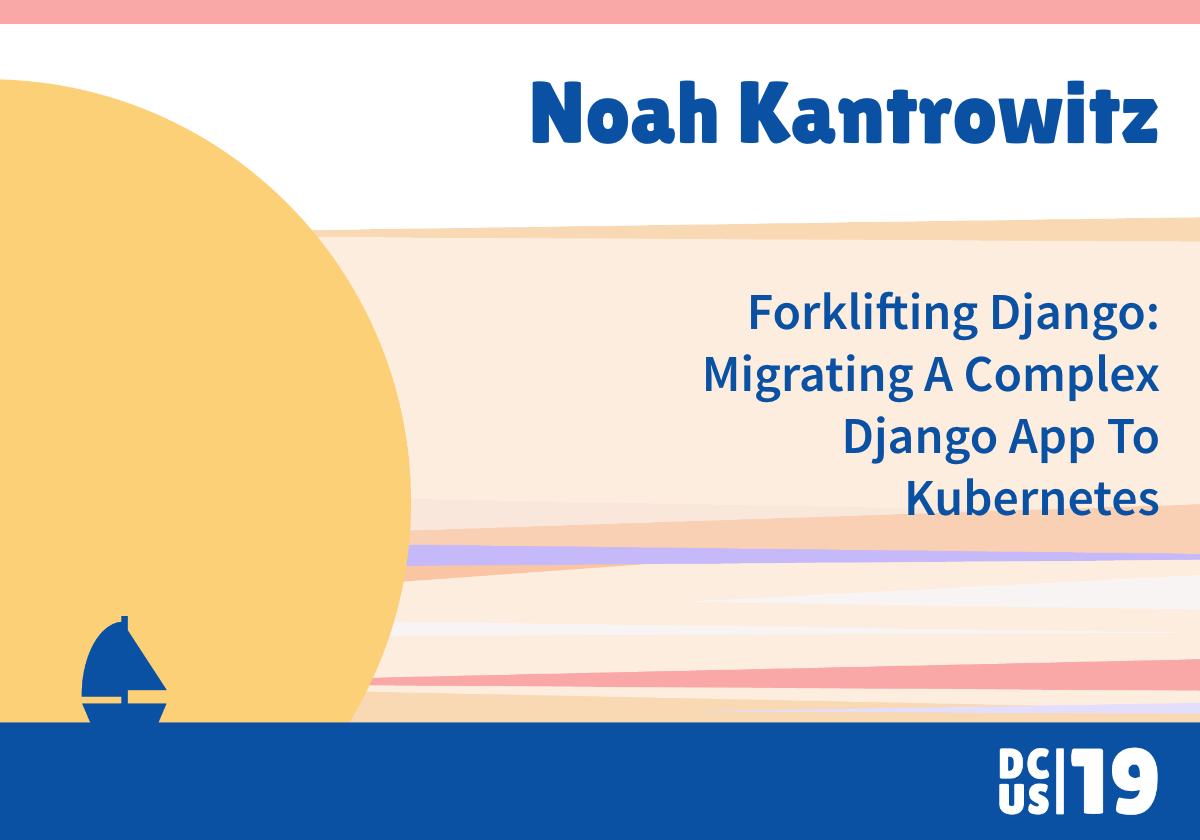 Noah Kantrowitz
Forklifting Django:
Migrating A Complex
Django App To
Kubernetes
DC
US
19